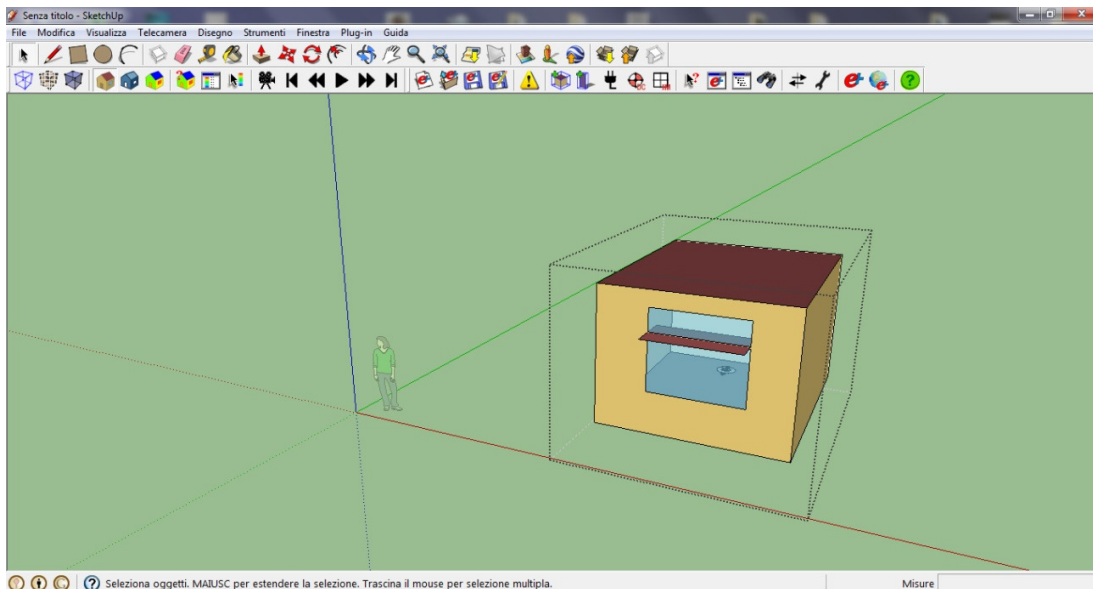 Senza titolo - SketchUp
File Modifica Visualizza Telecamera Disegno Strumenti Finestra Plug-in Guida
Seleziona oggetti. MAIUSC per estendere la selezione. Trascina il mouse per selezione multipla.
Misure